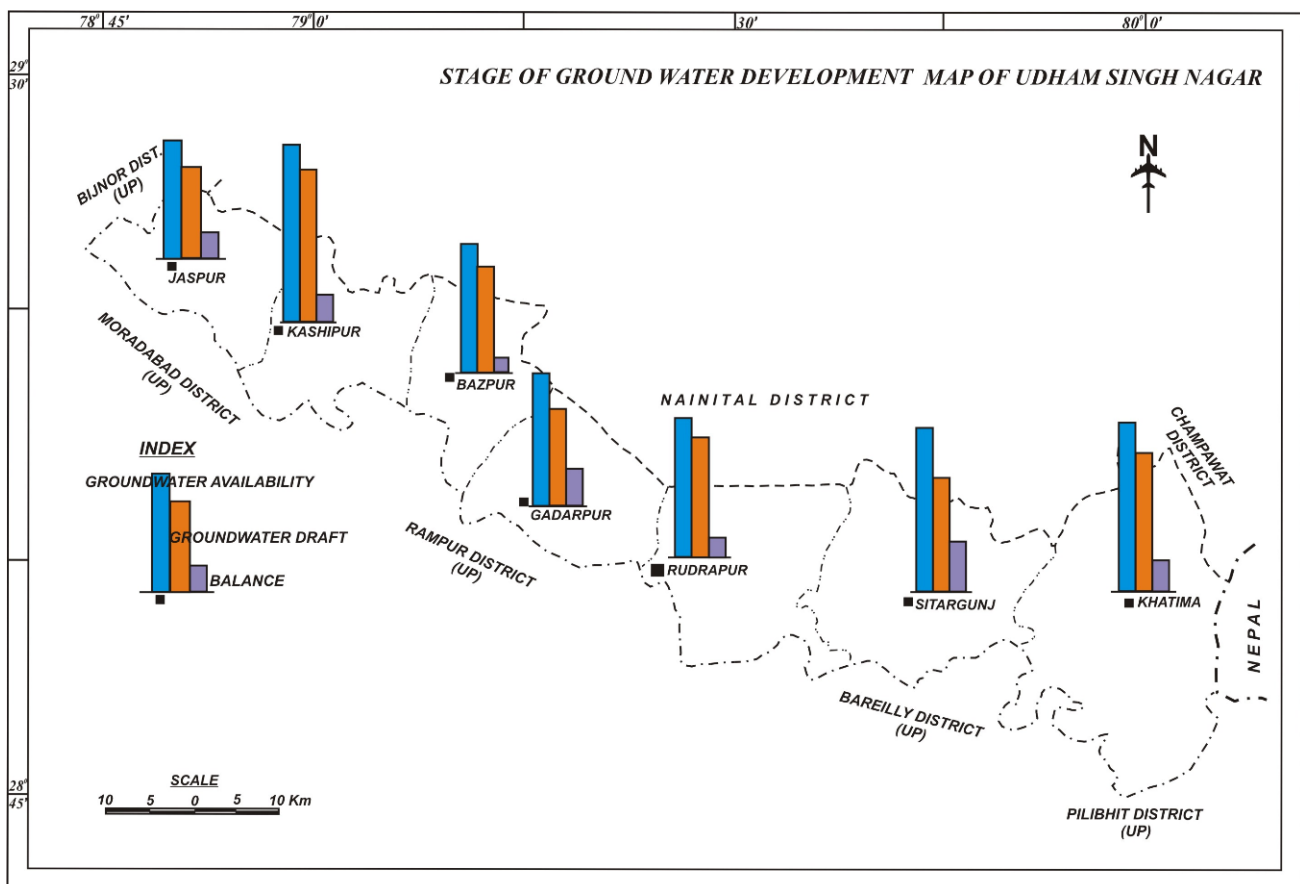 78° 45'
79° 0'
30'
80° 0'
29°
30'
STAGE OF GROUND WATER DEVELOPMENT MAP OF UDHAM SINGH NAGAR
N
BIJNOR DIST.
(UP)
JASPUR
KASHIPUR
MORADABAD DISTRICT
(UP)
BAZPUR
NAINITAL DISTRICT
CHAMPAWAT
DISTRICT
INDEX
GROUNDWATER AVAILABILITY
GROUNDWATER DRAFT
BALANCE
GADARPUR
RAMPUR DISTRICT
(UP)
RUDRAPUR
SITARGUNJ
KHATIMA
NEPAL
BAREILLY DISTRICT
(UP)
28°
45'
SCALE
10 5 0 5 10 Km
PILIBHIT DISTRICT
(UP)